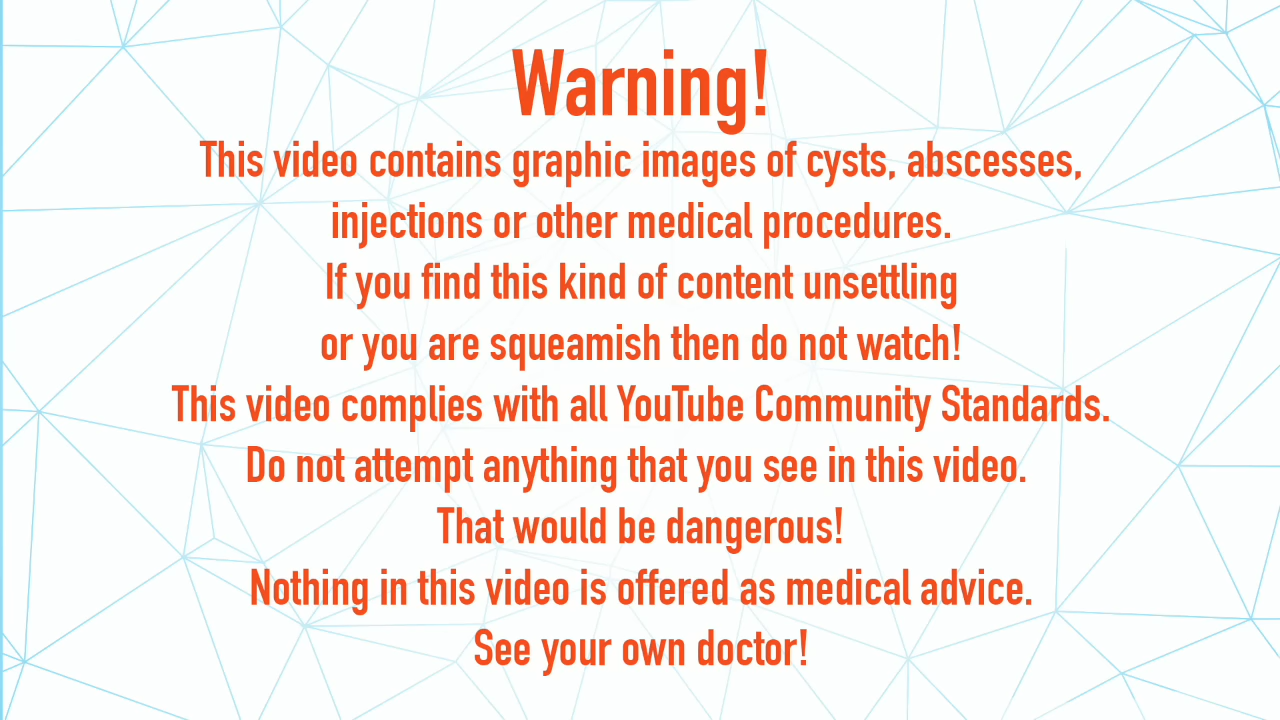 Warning!
This video contains graphic images of cysts, abscesses,
injections or other medical procedures.
If you find this kind of content unsettling
or you are squeamish then do not watch!
This video complies with all YouTube Community Standards.
Do not attempt anything that you see in this video.
That would be dangerous!
Nothing in this video is offered as medical advice.
See your own doctor!